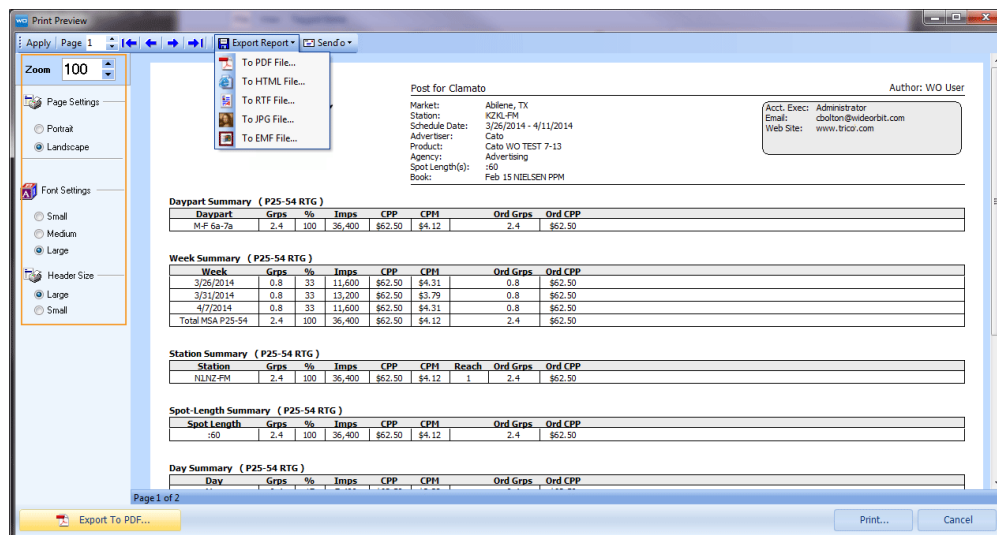 WO Print Preview
Apply Page 1 Export Report Send To
Zoom 100
Page Settings
Portrait
Landscape
Font Settings
Small
Medium
Large
Header Size
Large
Small
To PDF File...
To HTML File...
To RTF File...
To JPG File...
To EMF File...
Post for Clamato Author: WO User
Market: Abilene, TX
Station: KZKL-FM
Schedule Date: 3/26/2014 - 4/11/2014
Advertiser: Cato
Product: Cato WO TEST 7-13
Agency: Advertising
Spot Length(s): :60
Book: Feb 15 NIELSEN PPM
Acct. Exec: Administrator
Email: cbolton@wideorbit.com
Web Site: www.trico.com
Daypart Summary ( P25-54 RTG )
Daypart Grps % Imps CPP CPM Ord Grps Ord CPP
M-F 6a-7a 2.4 100 36,400 $62.50 $4.12 2.4 $62.50
Week Summary ( P25-54 RTG )
Week Grps % Imps CPP CPM Ord Grps Ord CPP
3/26/2014 0.8 33 11,600 $62.50 $4.31 0.8 $62.50
3/31/2014 0.8 33 13,200 $62.50 $3.79 0.8 $62.50
4/7/2014 0.8 33 11,600 $62.50 $4.31 0.8 $62.50
Total MSA P25-54 2.4 100 36,400 $62.50 $4.12 2.4 $62.50
Station Summary ( P25-54 RTG )
Station Grps % Imps CPP CPM Reach Ord Grps Ord CPP
NLNZ-FM 2.4 100 36,400 $62.50 $4.12 1 2.4 $62.50
Spot-Length Summary ( P25-54 RTG )
Spot Length Grps % Imps CPP CPM Ord Grps Ord CPP
:60 2.4 100 36,400 $62.50 $4.12 2.4 $62.50
Day Summary ( P25-54 RTG )
Day Grps % Imps CPP CPM Ord Grps Ord CPP
Page 1 of 2
Export To PDF...
Print...
Cancel